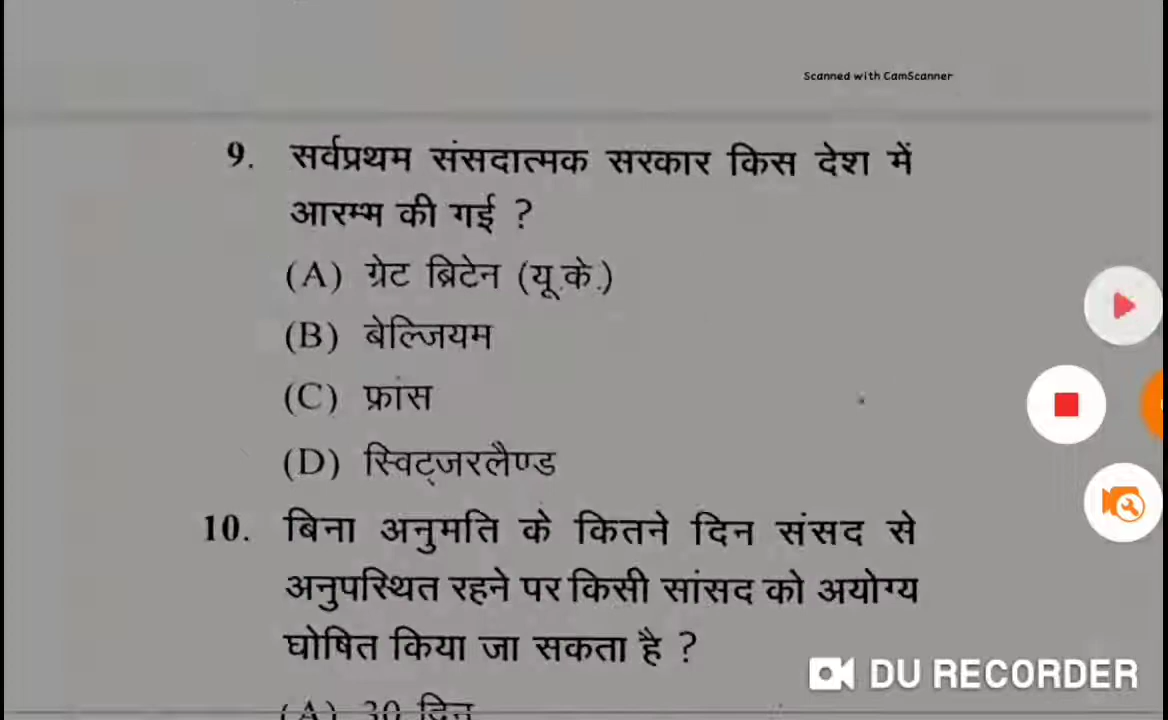 Scanned with CamScanner
9. सर्वप्रथम संसदात्मक सरकार किस देश में
आरम्भ की गई ?
(A) ग्रेट ब्रिटेन (यू.के.)
(B) बेल्जियम
(C) फ्रांस
(D) स्विट्जरलैण्ड
10. बिना अनुमति के कितने दिन संसद से
अनुपस्थित रहने पर किसी सांसद को अयोग्य
घोषित किया जा सकता है ?
(A) 30 दिन
DU RECORDER